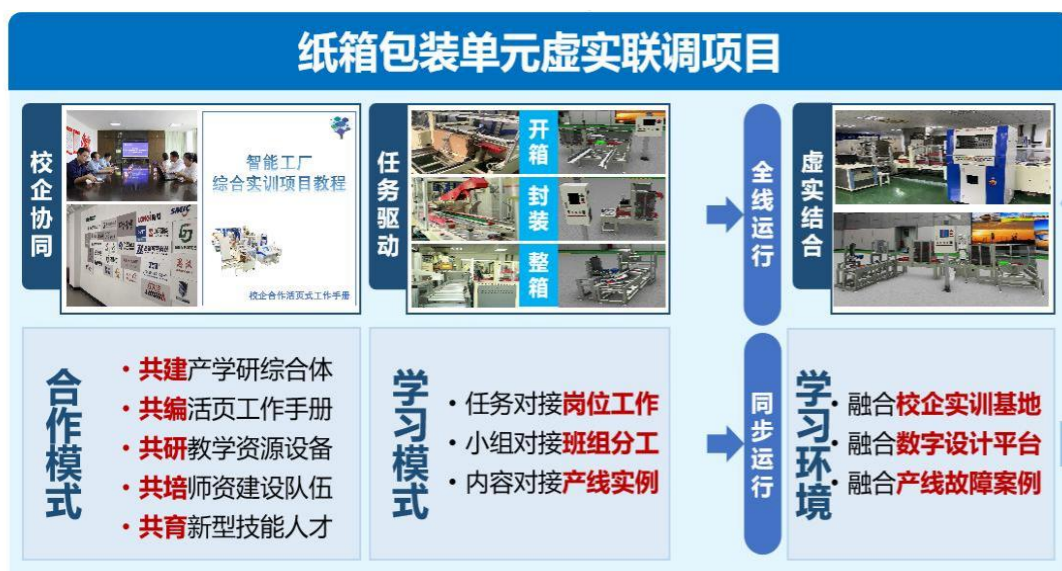 纸箱包装单元虚实联调项目
校企协同
智能工厂
综合实训项目教程
校企合作活页式工作手册
任务驱动
开箱
封装
整箱
全线运行
虚实结合
合作模式
• 共建产学研综合体
• 共编活页工作手册
• 共研教学资源设备
• 共培师资建设队伍
• 共育新型技能人才
学习模式
• 任务对接岗位工作
• 小组对接班组分工
• 内容对接产线实例
同步运行
学习环境
• 融合校企实训基地
• 融合数字设计平台
• 融合产线故障案例